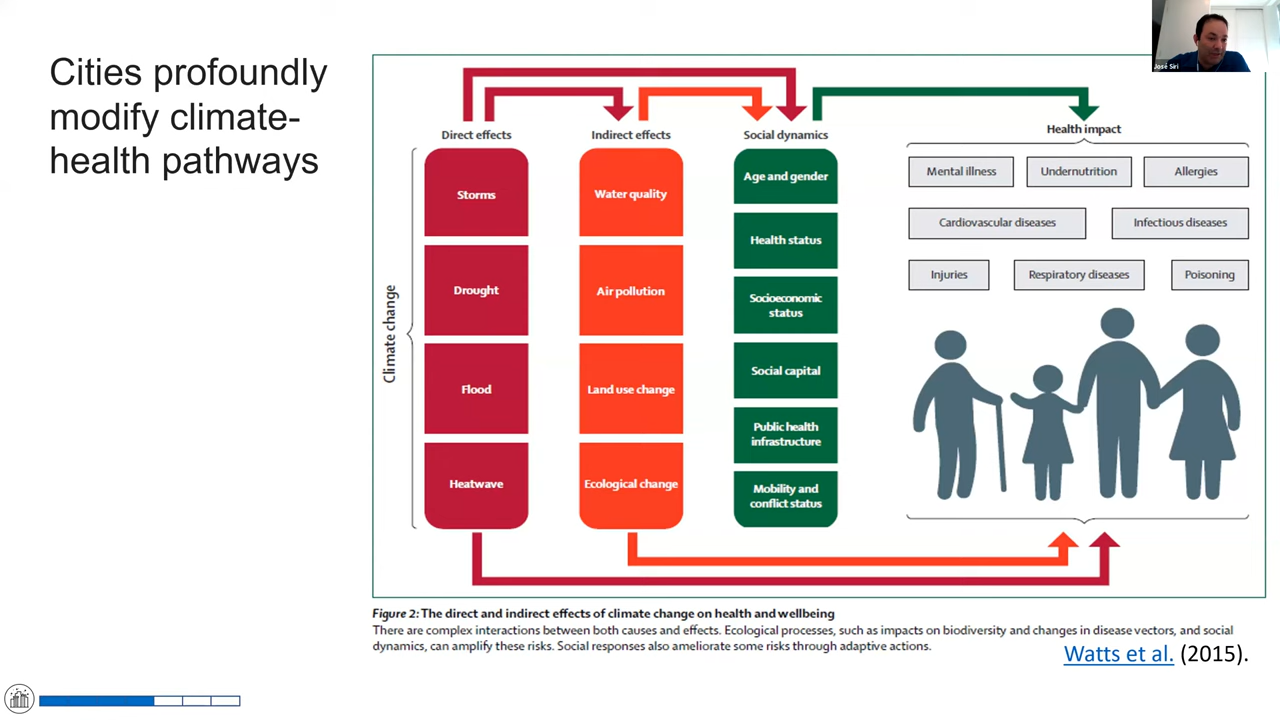 Cities profoundly
modify climate-
health pathways
José Siri
Direct effects
Indirect effects
Social dynamics
Health impact
Climate change
Storms
Drought
Flood
Heatwave
Water quality
Air pollution
Land use change
Ecological change
Age and gender
Health status
Socioeconomic
status
Social capital
Public health
infrastructure
Mobility and
conflict status
Mental illness
Undernutrition
Allergies
Cardiovascular diseases
Infectious diseases
Injuries
Respiratory diseases
Poisoning
Figure 2: The direct and indirect effects of climate change on health and wellbeing
There are complex interactions between both causes and effects. Ecological processes, such as impacts on biodiversity and changes in disease vectors, and social
dynamics, can amplify these risks. Social responses also ameliorate some risks through adaptive actions.
Watts et al. (2015).